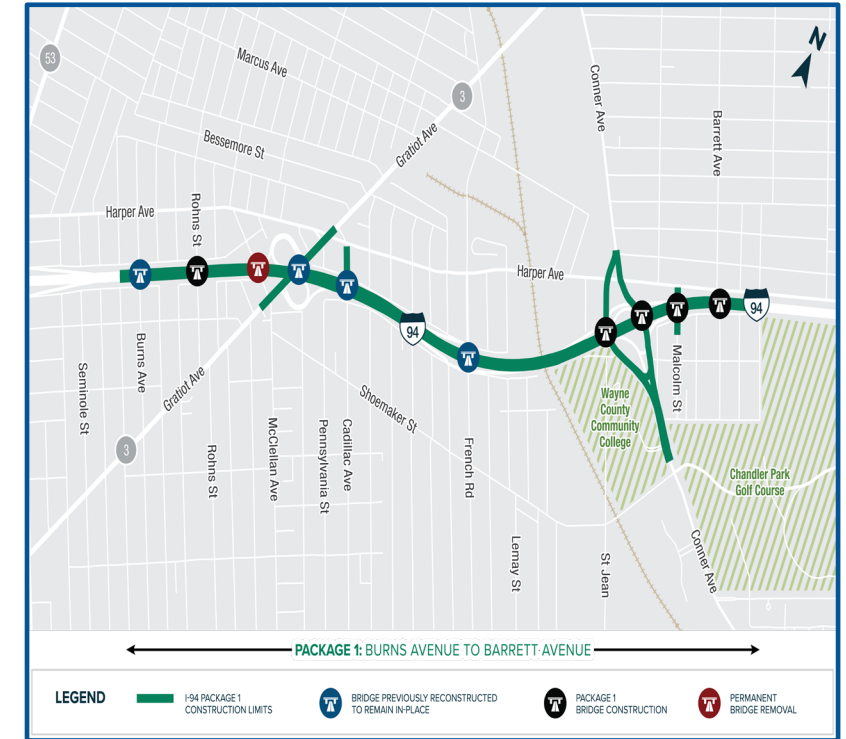 N
53
Marcus Ave
3
Conner Ave
Barrett Ave
Gratiot Ave
Bessemore St
Rohns St
Harper Ave
Harper Ave
94
94
Burns Ave
Seminole St
Gratiot Ave
Malcolm St
Shoemaker St
Wayne
County
Community
College
McClellan Ave
Pennsylvania St
Cadillac Ave
Rohns St
French Rd
3
Chandler Park
Golf Course
Lemay St
St Jean
Conner Ave
PACKAGE 1: BURNS AVENUE TO BARRETT AVENUE
LEGEND
I-94 PACKAGE 1
CONSTRUCTION LIMITS
BRIDGE PREVIOUSLY RECONSTRUCTED
TO REMAIN IN-PLACE
PACKAGE 1
BRIDGE CONSTRUCTION
PERMANENT
BRIDGE REMOVAL